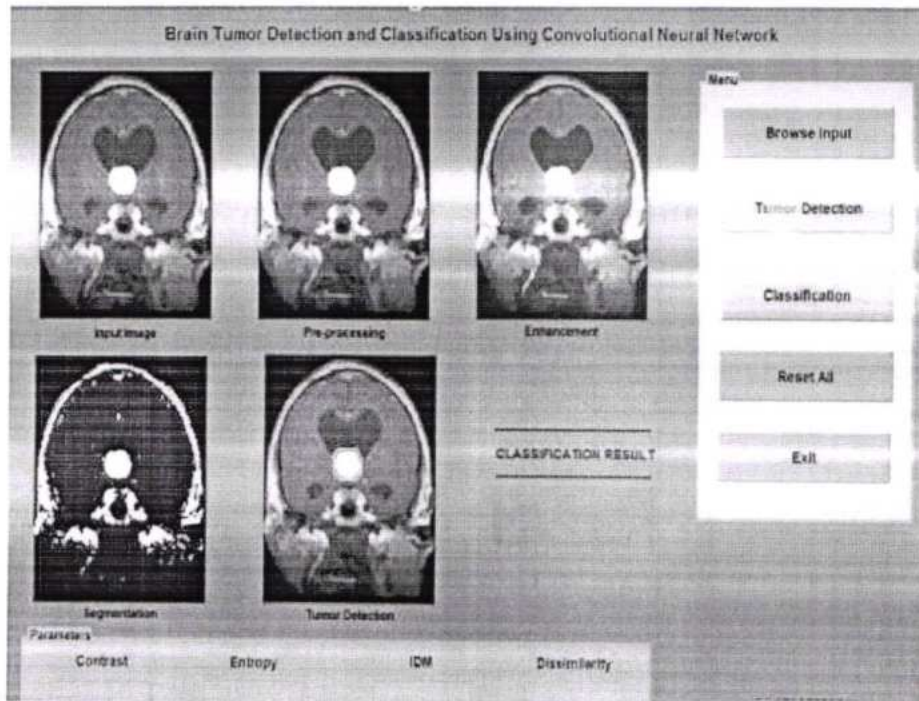 Brain Tumor Detection and Classification Using Convolutional Neural Network
Menu
Browse Input
Tumor Detection
Classification
Reset All
Exit
Input Image
Pre-processing
Enhancement
CLASSIFICATION RESULT
Segmentation
Tumor Detection
Parameters
Contrast
Entropy
IDM
Dissimilarity